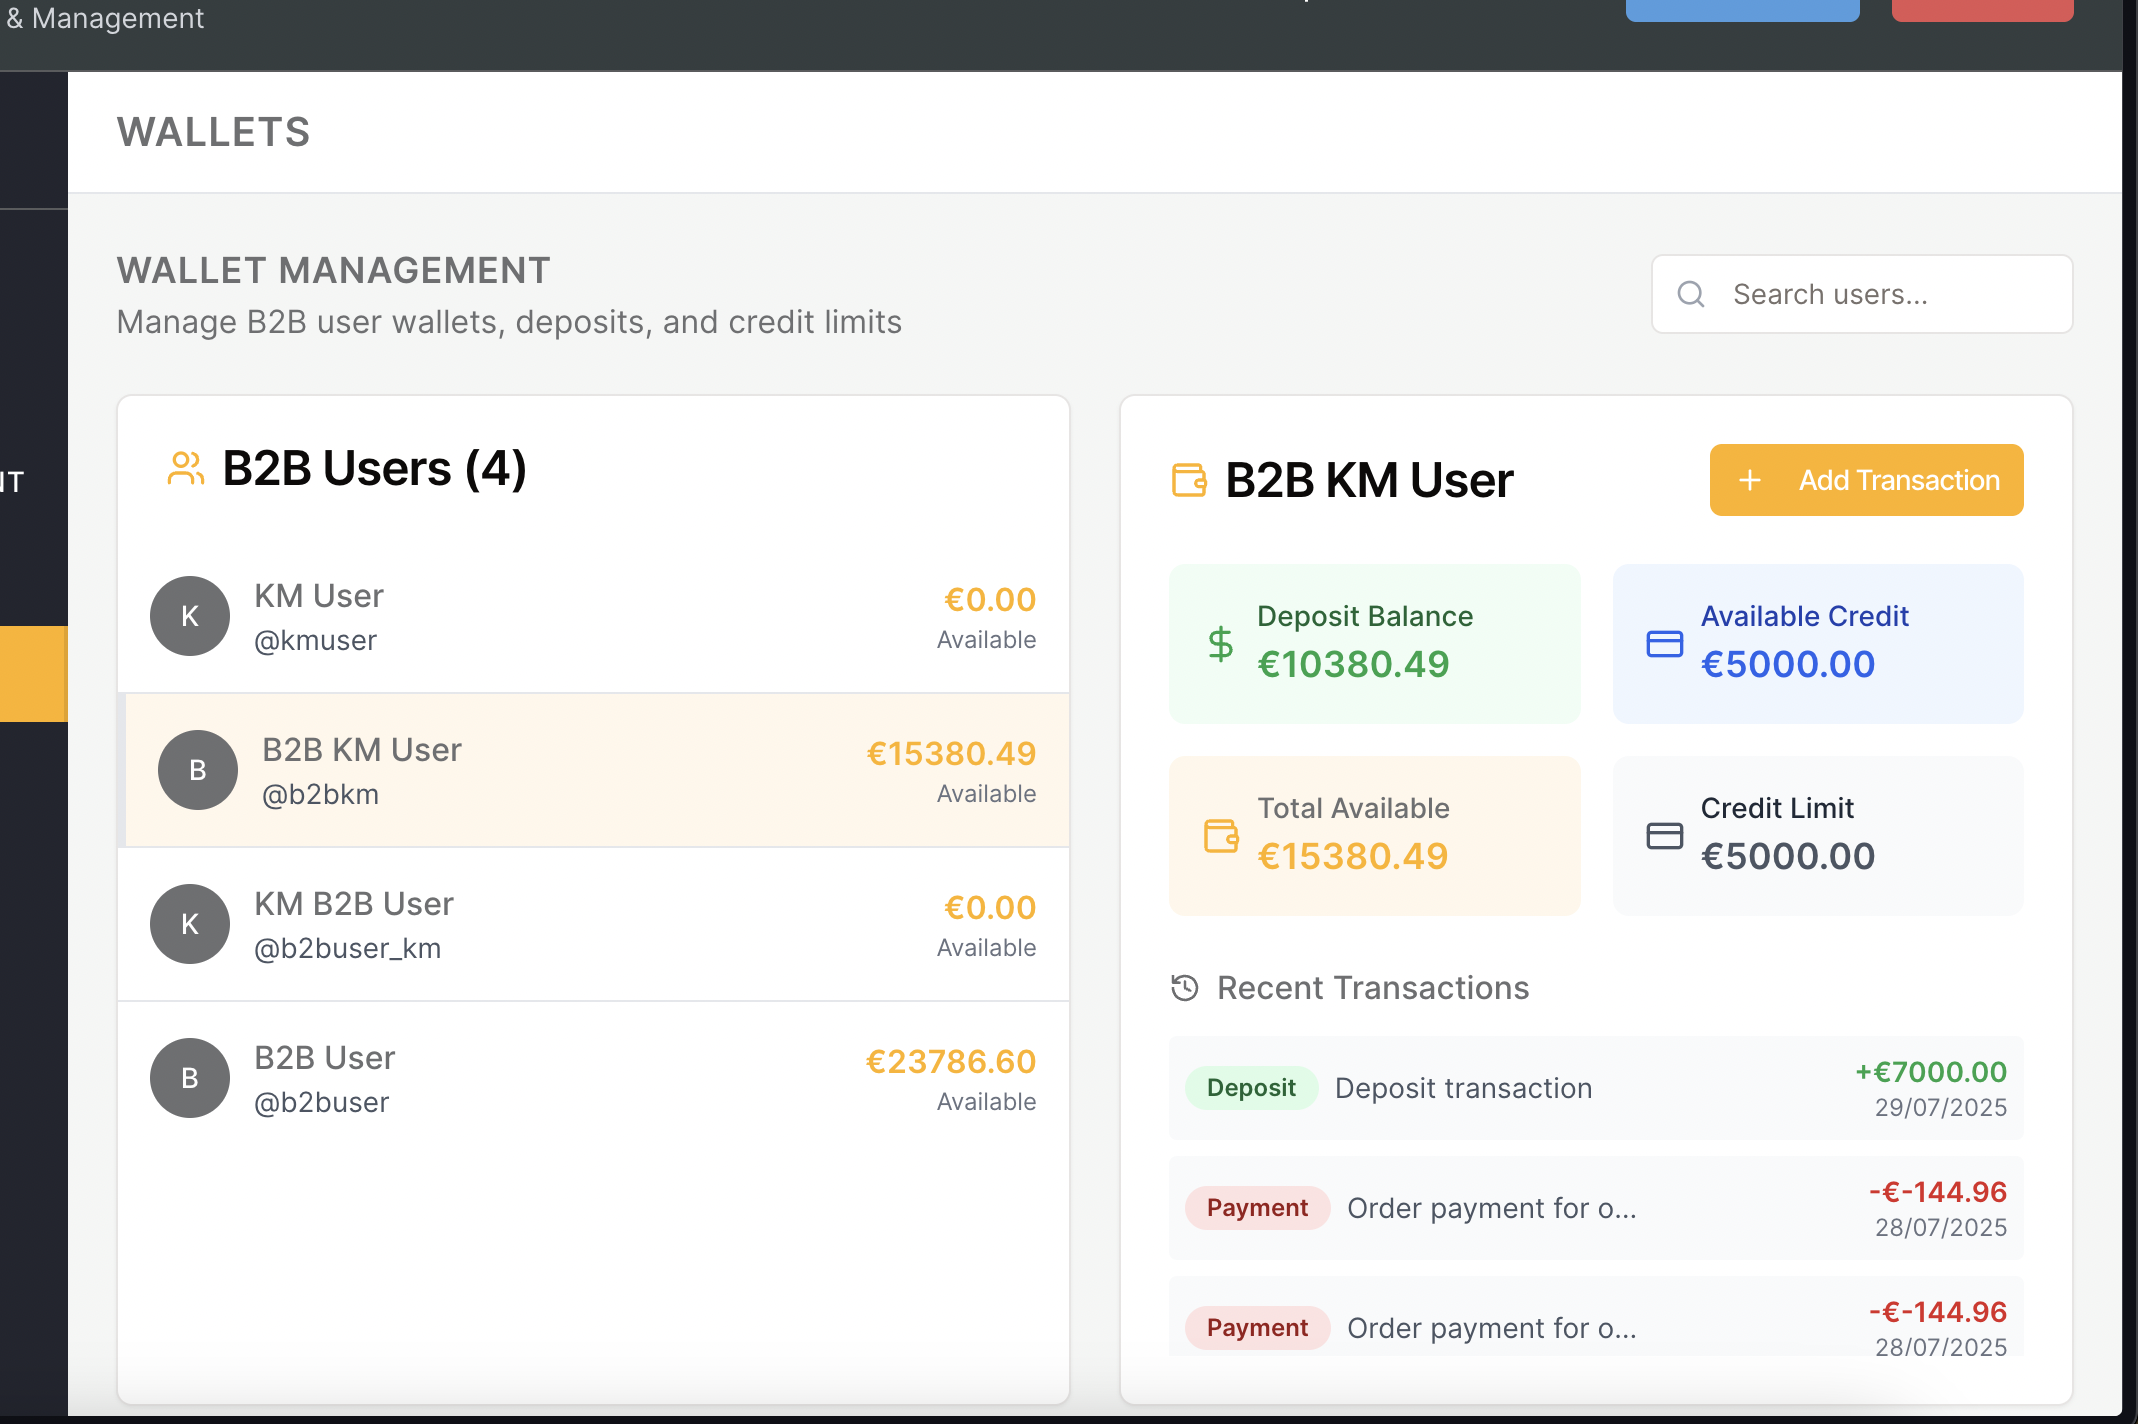 & Management
WALLETS
NT
WALLET MANAGEMENT
Manage B2B user wallets, deposits, and credit limits
Search users...
B2B Users (4)
K
KM User
@kmuser
€0.00
Available
B
B2B KM User
@b2bkm
€15380.49
Available
K
KM B2B User
@b2buser_km
€0.00
Available
B
B2B User
@b2buser
€23786.60
Available
B2B KM User
+ Add Transaction
Deposit Balance
€10380.49
Available Credit
€5000.00
Total Available
€15380.49
Credit Limit
€5000.00
Recent Transactions
Deposit Deposit transaction
+€7000.00
29/07/2025
Payment Order payment for o...
-€-144.96
28/07/2025
Payment Order payment for o...
-€-144.96
28/07/2025